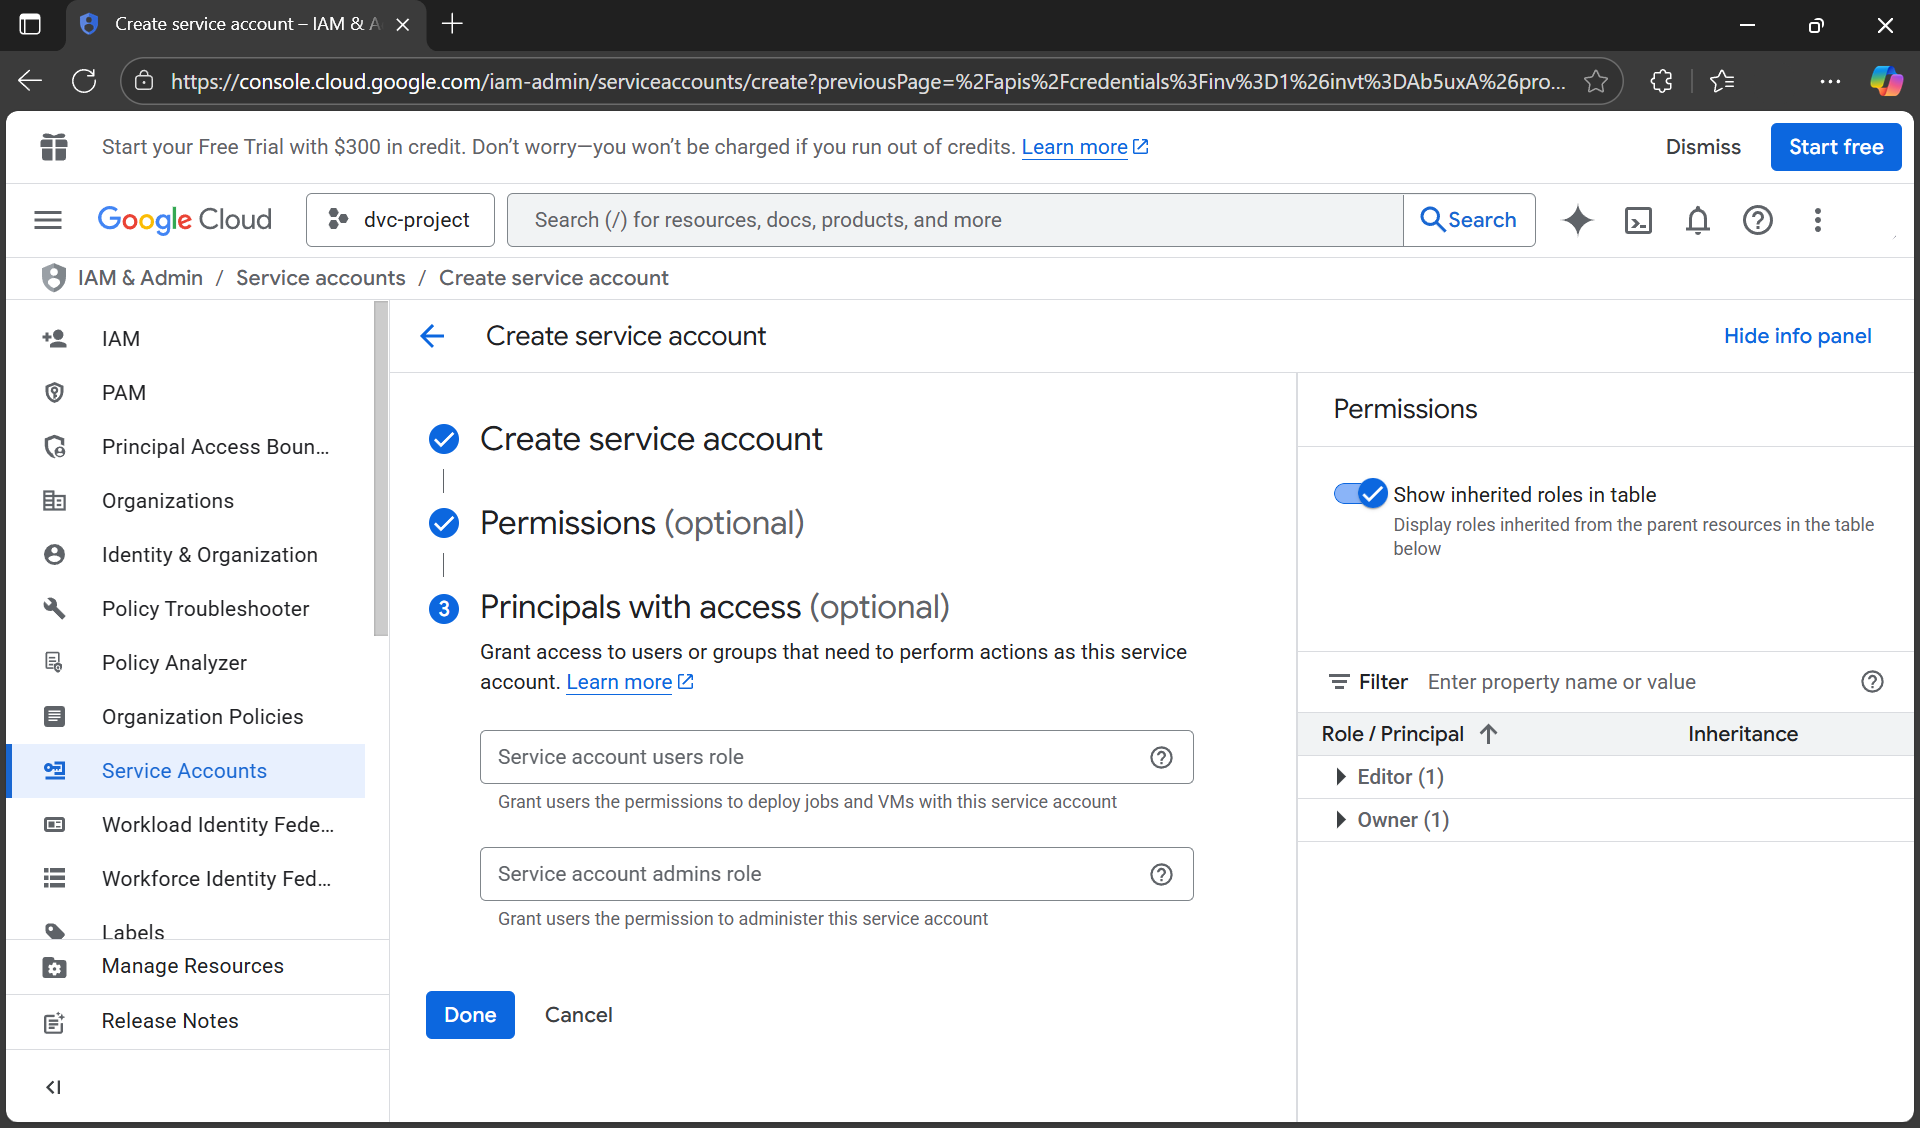 Create service account – IAM & A
https://console.cloud.google.com/iam-admin/serviceaccounts/create?previousPage=%2Fapis%2Fcredentials%3Finv%3D1%26invt%3DAb5uxA%26pro...
Start your Free Trial with $300 in credit. Don’t worry—you won’t be charged if you run out of credits. Learn more
Dismiss
Start free
Google Cloud
dvc-project
Search (/) for resources, docs, products, and more
Search
IAM & Admin / Service accounts / Create service account
IAM
PAM
Principal Access Boun...
Organizations
Identity & Organization
Policy Troubleshooter
Policy Analyzer
Organization Policies
Service Accounts
Workload Identity Fede...
Workforce Identity Fed...
Labels
Manage Resources
Release Notes
Create service account
Hide info panel
Create service account
Permissions (optional)
3 Principals with access (optional)
Grant access to users or groups that need to perform actions as this service
account. Learn more
Service account users role
Grant users the permissions to deploy jobs and VMs with this service account
Service account admins role
Grant users the permission to administer this service account
Done
Cancel
Permissions
Show inherited roles in table
Display roles inherited from the parent resources in the table
below
Filter Enter property name or value
Role / Principal Inheritance
Editor (1)
Owner (1)